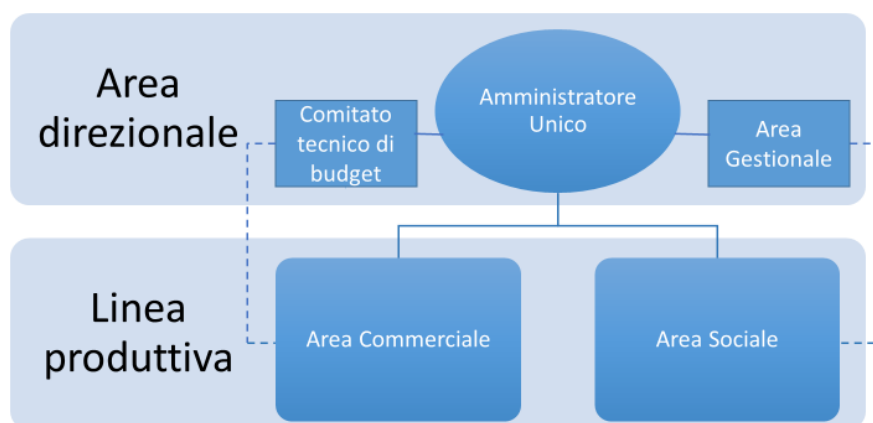 Area
direzionale
Comitato
tecnico di
budget
Amministratore
Unico
Area
Gestionale
Linea
produttiva
Area Commerciale
Area Sociale